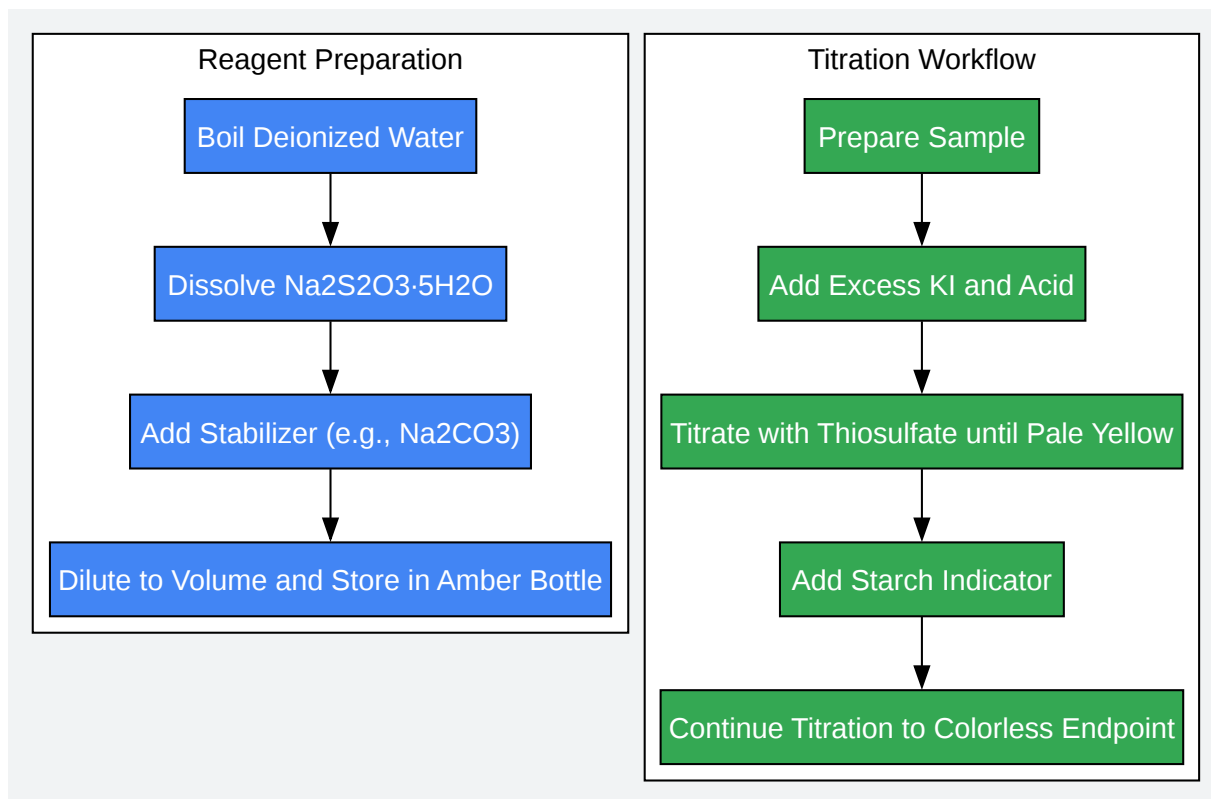 Reagent Preparation
Boil Deionized Water
Dissolve Na2S2O3·5H2O
Add Stabilizer (e.g., Na2CO3)
Dilute to Volume and Store in Amber Bottle
Titration Workflow
Prepare Sample
Add Excess KI and Acid
Titrate with Thiosulfate until Pale Yellow
Add Starch Indicator
Continue Titration to Colorless Endpoint